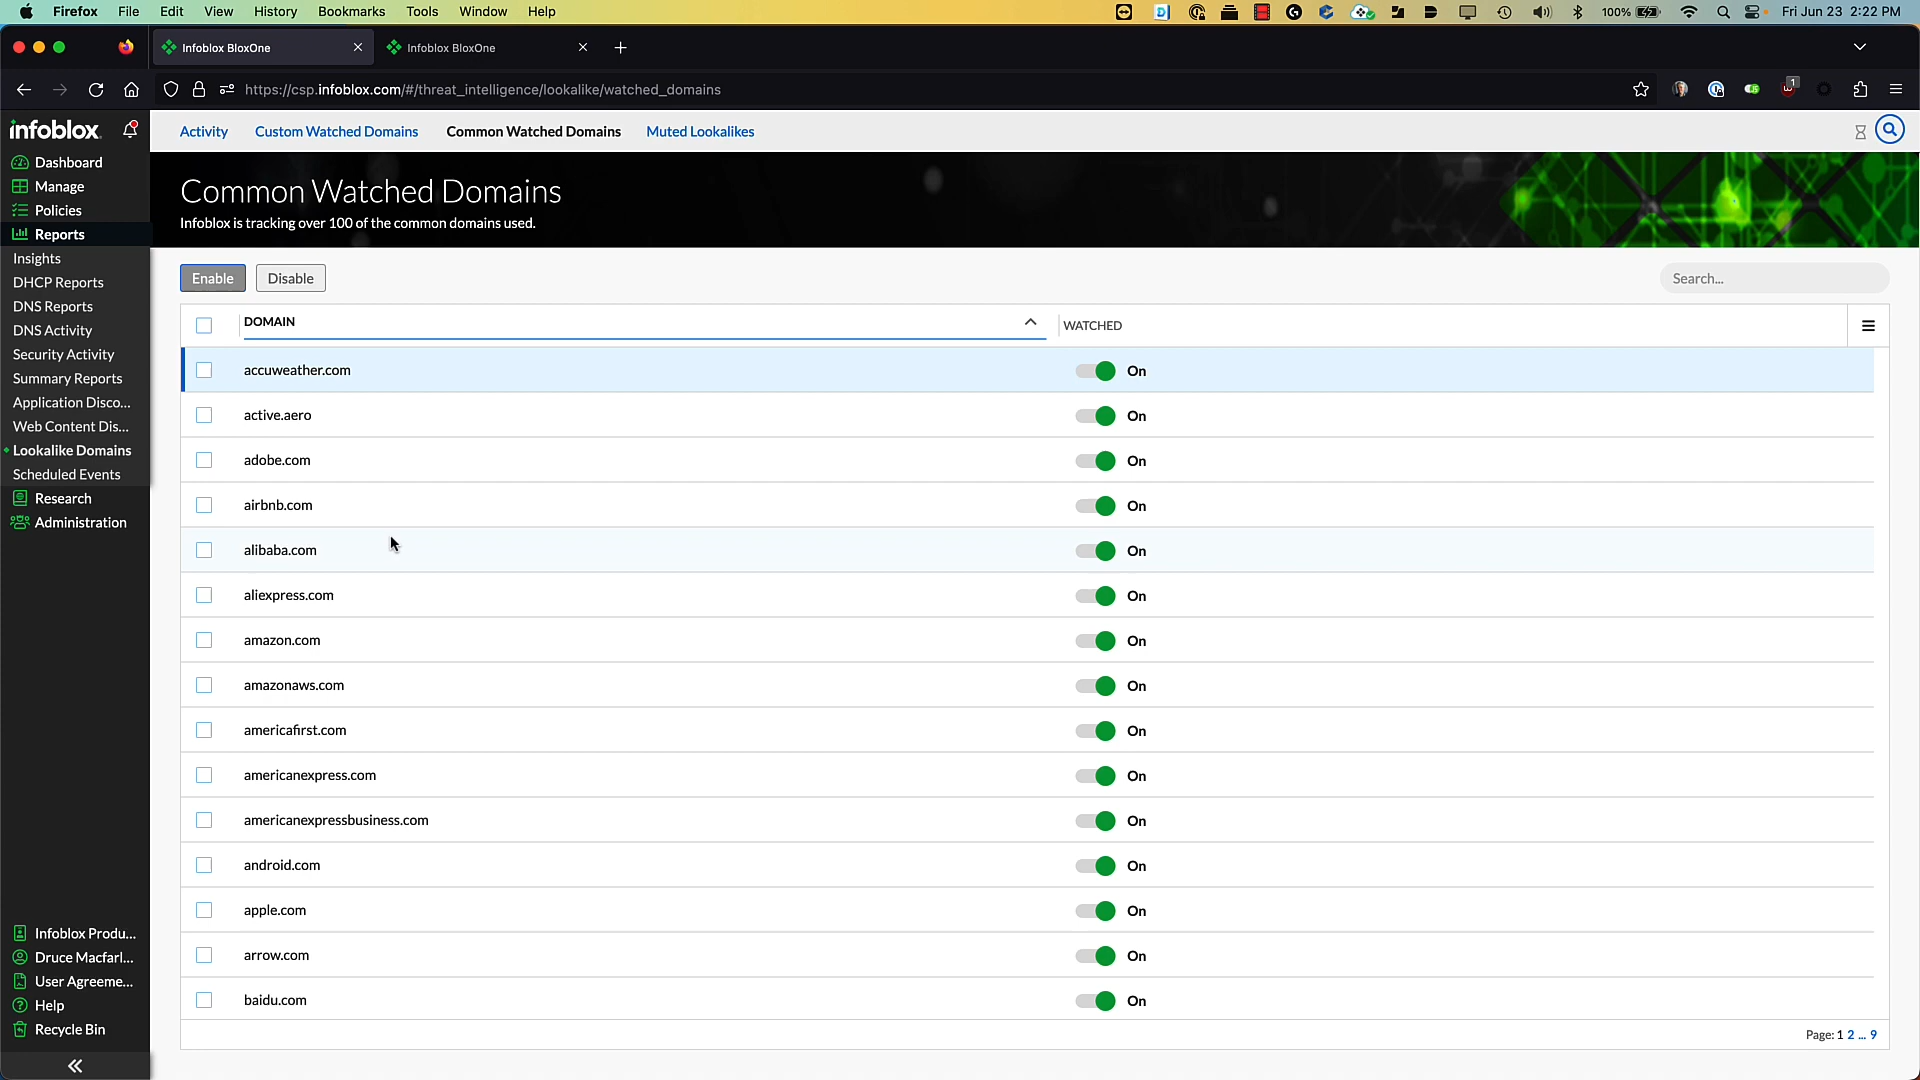 Firefox File Edit View History Bookmarks Tools Window Help 100% Fri Jun 23 2:22 PM
Infoblox BloxOne Infoblox BloxOne
https://csp.infoblox.com/#/threat_intelligence/lookalike/watched_domains 1
infoblox.
Dashboard
Manage
Policies
Reports
Insights
DHCP Reports
DNS Reports
DNS Activity
Security Activity
Summary Reports
Application Disco...
Web Content Dis...
Lookalike Domains
Scheduled Events
Research
Administration
Infoblox Produ...
Druce Macfarl...
User Agreeme...
Help
Recycle Bin
Activity Custom Watched Domains Common Watched Domains Muted Lookalikes
Common Watched Domains
Infoblox is tracking over 100 of the common domains used.
Enable Disable Search...
DOMAIN WATCHED
accuweather.com On
active.aero On
adobe.com On
airbnb.com On
alibaba.com On
aliexpress.com On
amazon.com On
amazonaws.com On
americafirst.com On
americanexpress.com On
americanexpressbusiness.com On
android.com On
apple.com On
arrow.com On
baidu.com On
Page: 1 2 ... 9